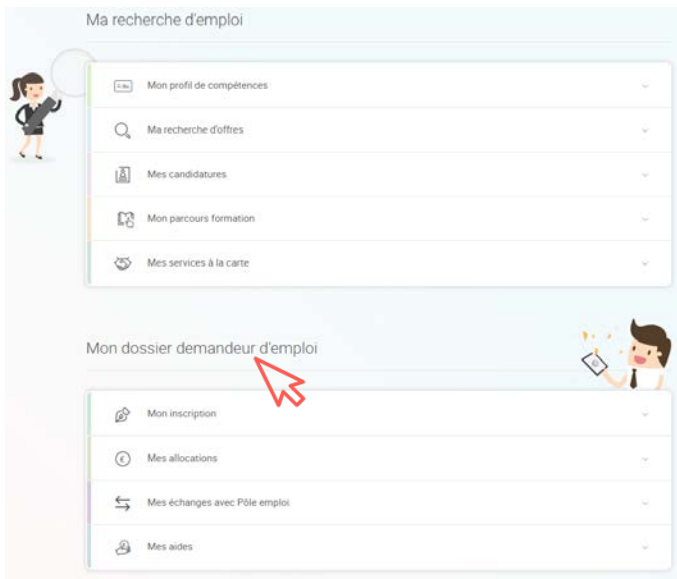 Ma recherche d'emploi
Mon profil de compétences
Ma recherche d'offres
Mes candidatures
Mon parcours formation
Mes services à la carte
Mon dossier demandeur d'emploi
Mon inscription
Mes allocations
Mes échanges avec Pôle emploi
Mes aides